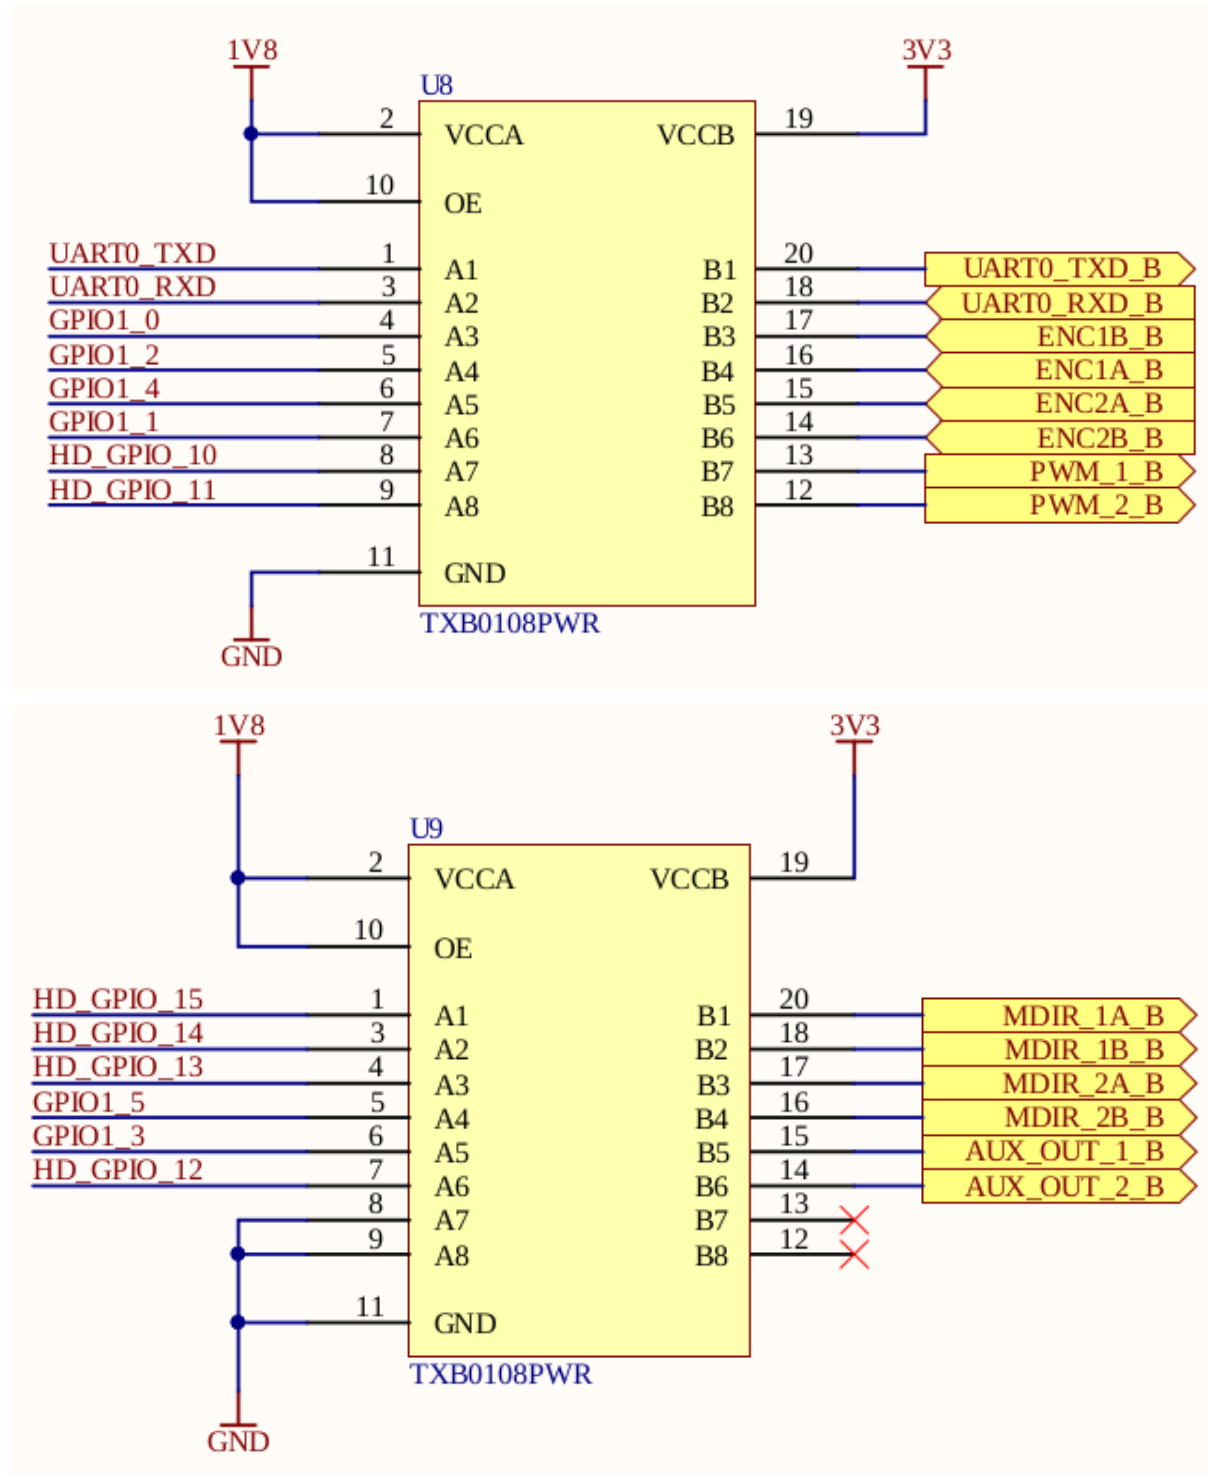 1V8 3V3
U8
2 VCCA VCCB 19
10 OE
UART0_TXD 1 A1 B1 20 UART0_TXD_B
UART0_RXD 3 A2 B2 18 UART0_RXD_B
GPIO1_0 4 A3 B3 17 ENC1B_B
GPIO1_2 5 A4 B4 16 ENC1A_B
GPIO1_4 6 A5 B5 15 ENC2A_B
GPIO1_1 7 A6 B6 14 ENC2B_B
HD_GPIO_10 8 A7 B7 13 PWM_1_B
HD_GPIO_11 9 A8 B8 12 PWM_2_B
11 GND
TXB0108PWR
GND
1V8 3V3
U9
2 VCCA VCCB 19
10 OE
HD_GPIO_15 1 A1 B1 20 MDIR_1A_B
HD_GPIO_14 3 A2 B2 18 MDIR_1B_B
HD_GPIO_13 4 A3 B3 17 MDIR_2A_B
GPIO1_5 5 A4 B4 16 MDIR_2B_B
GPIO1_3 6 A5 B5 15 AUX_OUT_1_B
HD_GPIO_12 7 A6 B6 14 AUX_OUT_2_B
8 A7 B7 13
9 A8 B8 12
11 GND
TXB0108PWR
GND